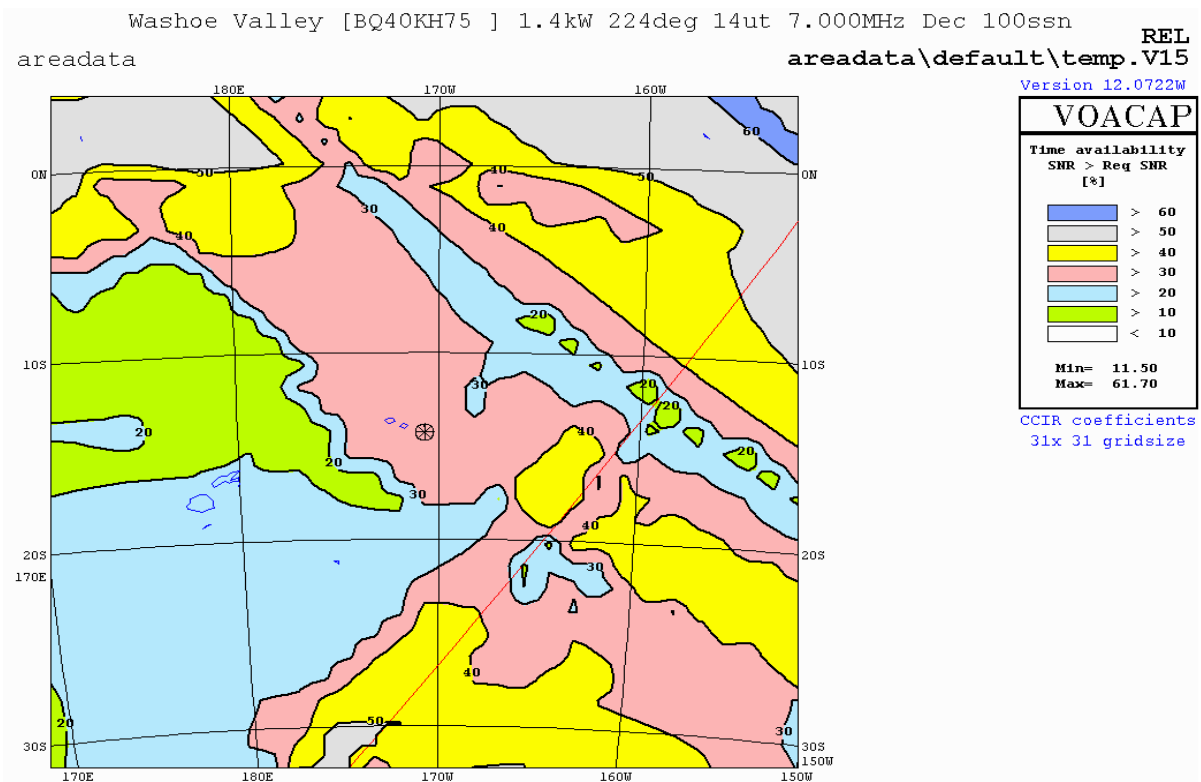 Washoe Valley [BQ40KH75 ] 1.4kW 224deg 14ut 7.000MHz Dec 100ssn
REL
areadata
areadata\default\temp.V15
Version 12.0722W
VOACAP
Time availability
SNR > Req SNR
[%]
> 60
> 50
> 40
> 30
> 20
> 10
< 10
Min= 11.50
Max= 61.70
CCIR coefficients
31x 31 gridsize
180E 170W 160W
60
0N 50 40 50 0N
30
40 40
20
10S 30 20 10S
20
20 40 20
20
30
40
20S 30 20S
170E
40
20 50 30
30S 30S
150W
170E 180E 170W 160W 150W